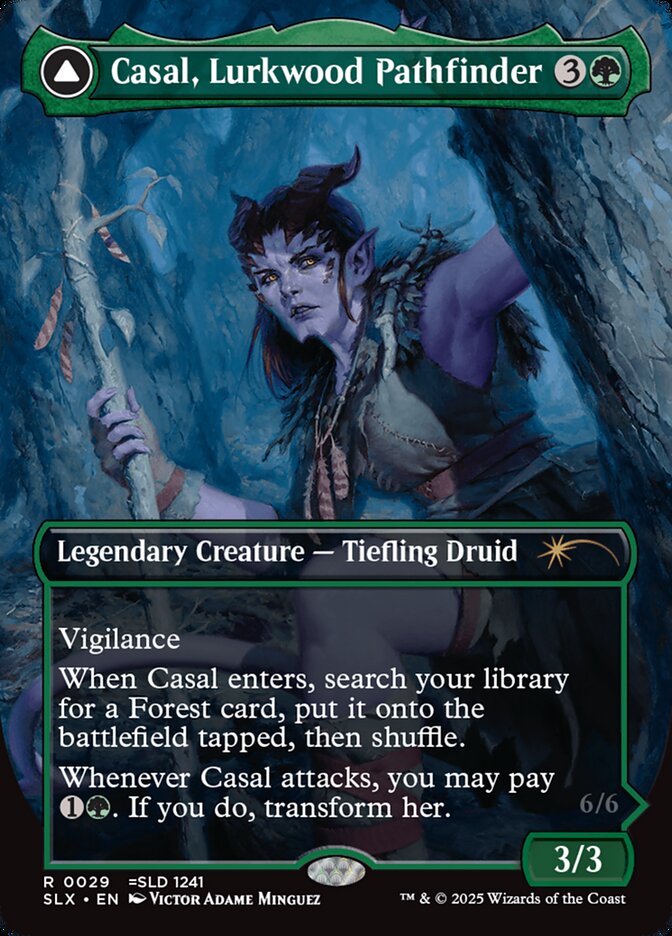 Casal, Lurkwood Pathfinder 3
Legendary Creature — Tiefling Druid
Vigilance
When Casal enters, search your library
for a Forest card, put it onto the
battlefield tapped, then shuffle.
Whenever Casal attacks, you may pay
1. If you do, transform her.
6/6
3/3
R 0029 =SLD 1241
SLX • EN Victor Adame Minguez
™ & © 2025 Wizards of the Coast